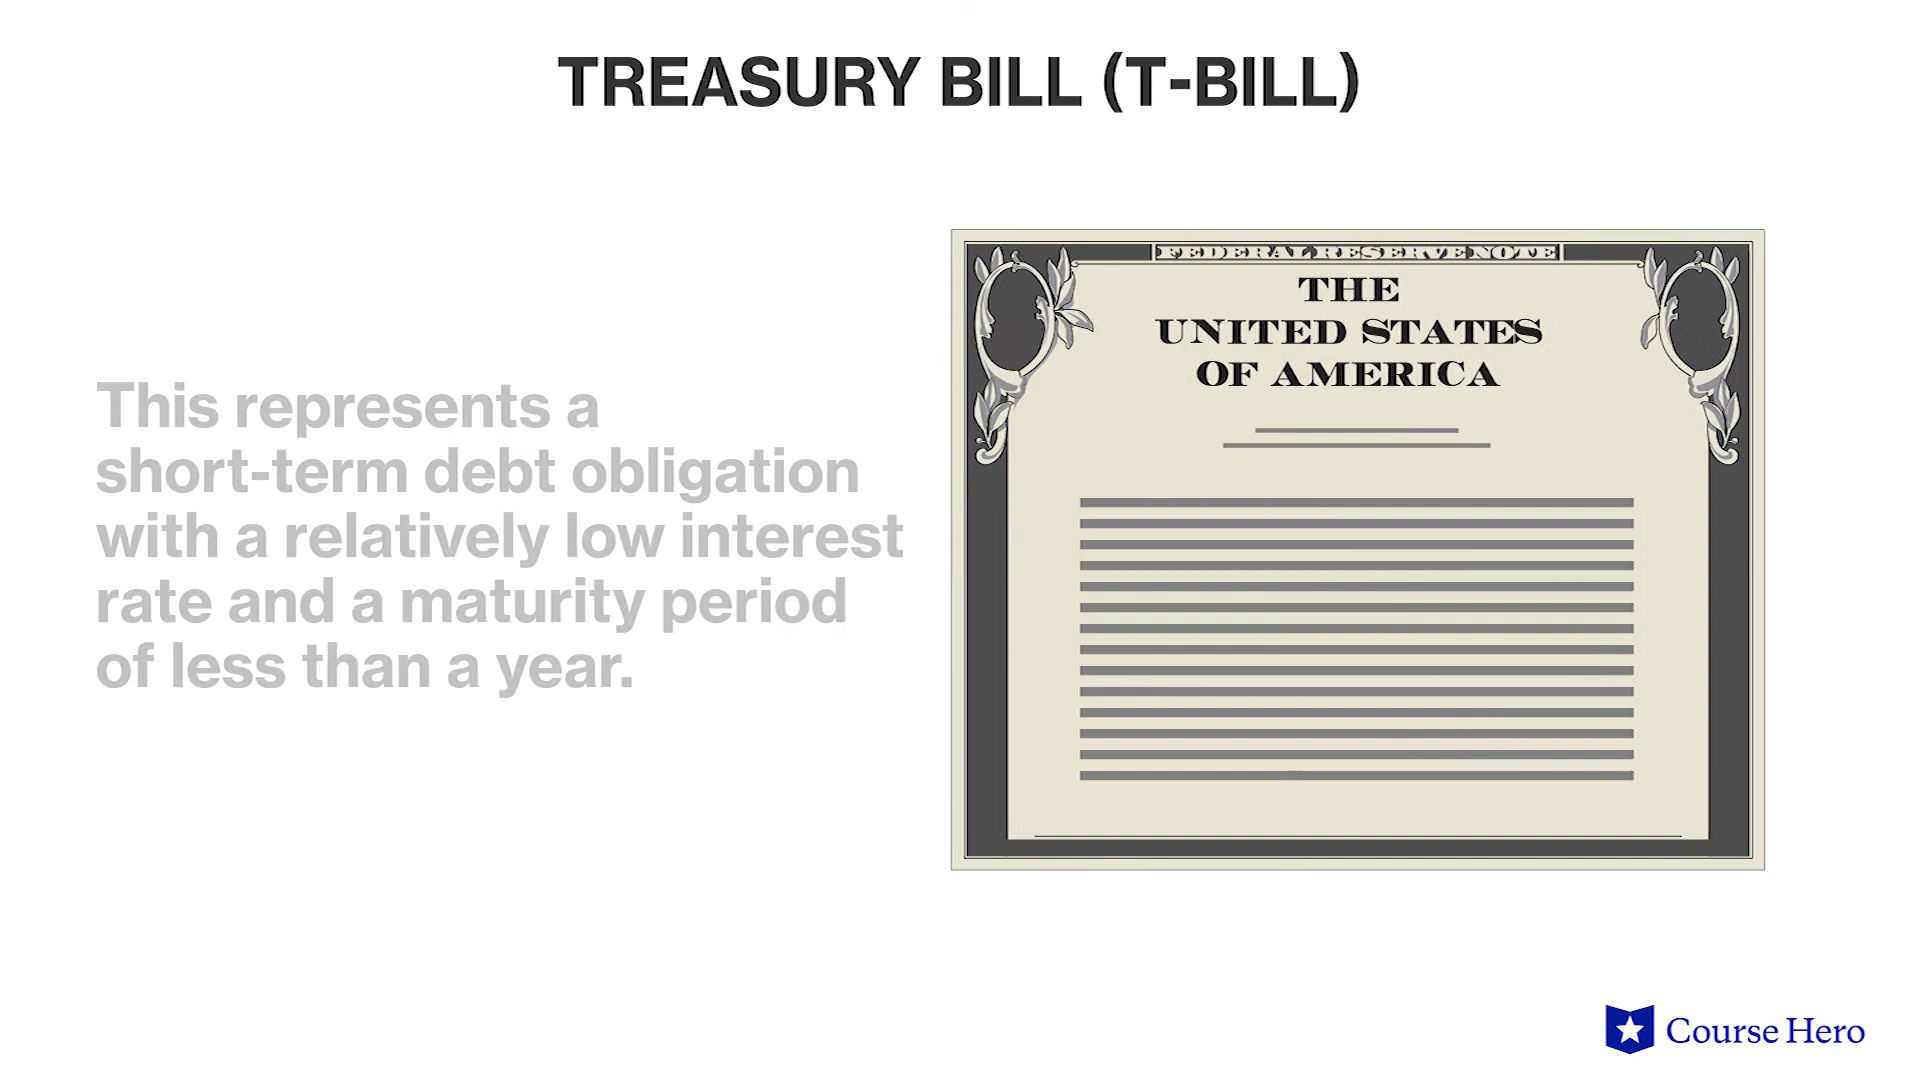 TREASURY BILL (T-BILL)
This represents a
short-term debt obligation
with a relatively low interest
rate and a maturity period
of less than a year.
FEDERAL RESERVE NOTE
THE
UNITED STATES
OF AMERICA
Course Hero